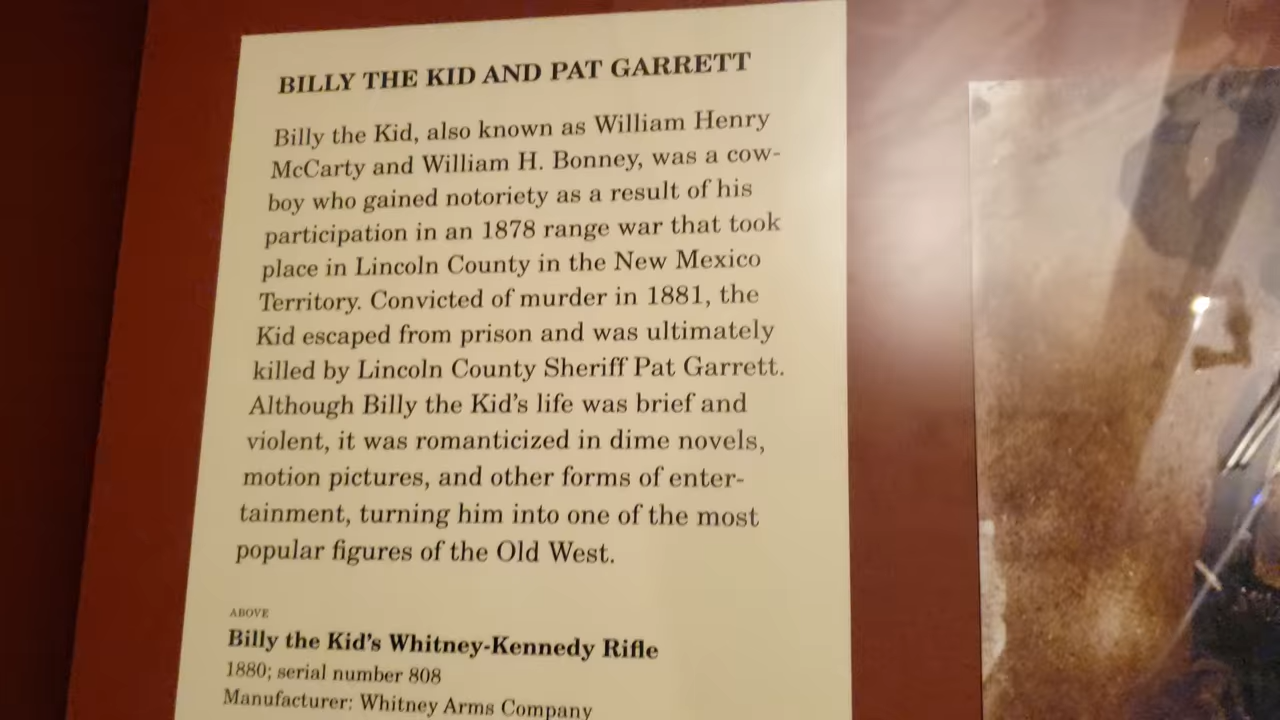 BILLY THE KID AND PAT GARRETT
Billy the Kid, also known as William Henry
McCarty and William H. Bonney, was a cow-
boy who gained notoriety as a result of his
participation in an 1878 range war that took
place in Lincoln County in the New Mexico
Territory. Convicted of murder in 1881, the
Kid escaped from prison and was ultimately
killed by Lincoln County Sheriff Pat Garrett.
Although Billy the Kid's life was brief and
violent, it was romanticized in dime novels,
motion pictures, and other forms of enter-
tainment, turning him into one of the most
popular figures of the Old West.
ABOVE
Billy the Kid's Whitney-Kennedy Rifle
1880; serial number 808
Manufacturer: Whitney Arms Company